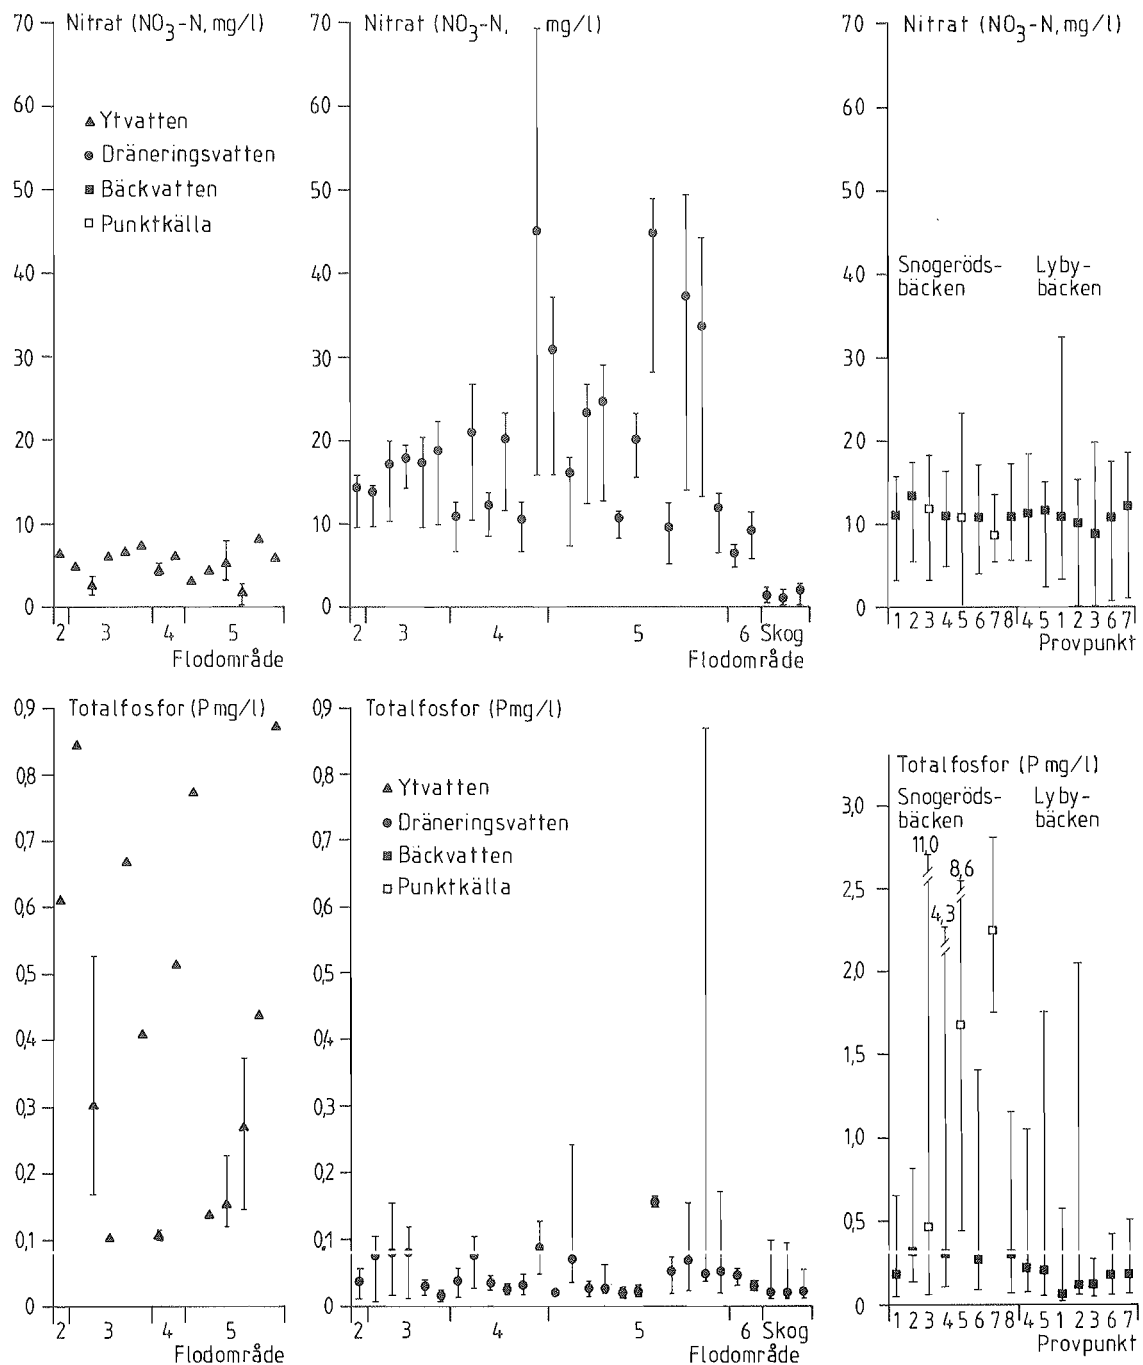 Nitrat (NO3-N, mg/l)
70
60
50
40
30
20
10
0
Ytvatten
Dräneringsvatten
Bäckvatten
Punktkälla
2 3 4 5
Flodområde
Nitrat (NO3-N, mg/l)
70
60
50
40
30
20
10
0
2 3 4 5 6 Skog
Flodområde
Nitrat (NO3-N, mg/l)
70
60
50
40
30
20
10
0
Snogeröds-
bäcken
Lyby-
bäcken
1 2 3 4 5 6 7 8 4 5 1 2 3 6 7
Provpunkt
Totalfosfor (P mg/l)
0,9
0,8
0,7
0,6
0,5
0,4
0,3
0,2
0,1
0
2 3 4 5
Flodområde
Totalfosfor (Pmg/l)
0,9
0,8
0,7
0,6
0,5
0,4
0,3
0,2
0,1
0
Ytvatten
Dräneringsvatten
Bäckvatten
Punktkälla
2 3 4 5 6 Skog
Flodområde
Totalfosfor (P mg/l)
3,0
2,5
2,0
1,5
1,0
0,5
0
Snogeröds-
bäcken
Lyby-
bäcken
11,0
8,6
4,3
1 2 3 4 5 6 7 8 4 5 1 2 3 6 7
Provpunkt